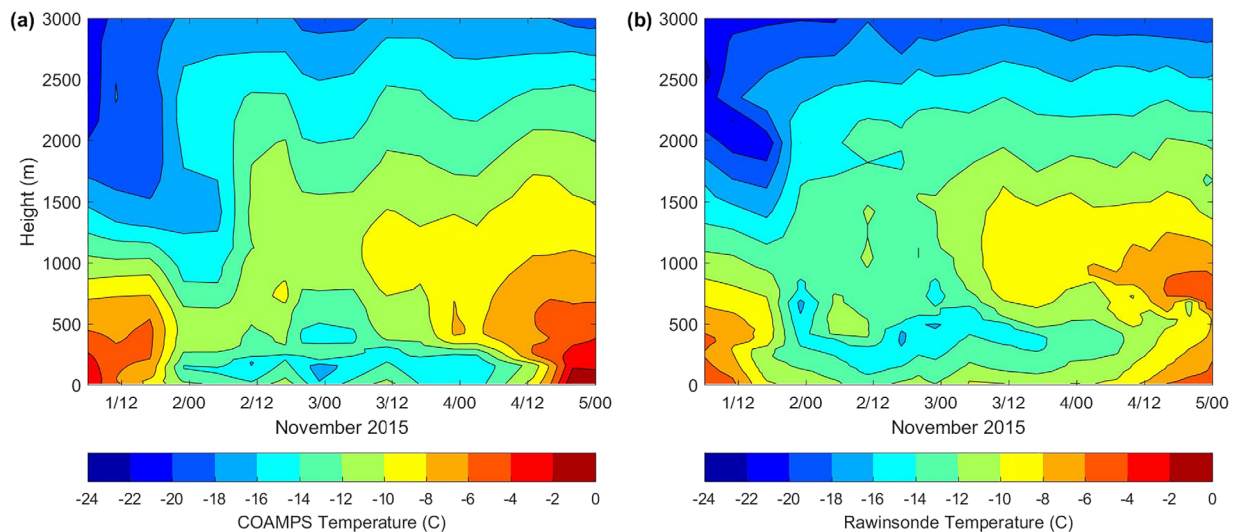 (a)
3000
2500
2000
1500
1000
500
0
Height (m)
1/12 2/00 2/12 3/00 3/12 4/00 4/12 5/00
November 2015
-24 -22 -20 -18 -16 -14 -12 -10 -8 -6 -4 -2 0
COAMPS Temperature (C)
(b)
3000
2500
2000
1500
1000
500
0
1/12 2/00 2/12 3/00 3/12 4/00 4/12 5/00
November 2015
-24 -22 -20 -18 -16 -14 -12 -10 -8 -6 -4 -2 0
Rawinsonde Temperature (C)